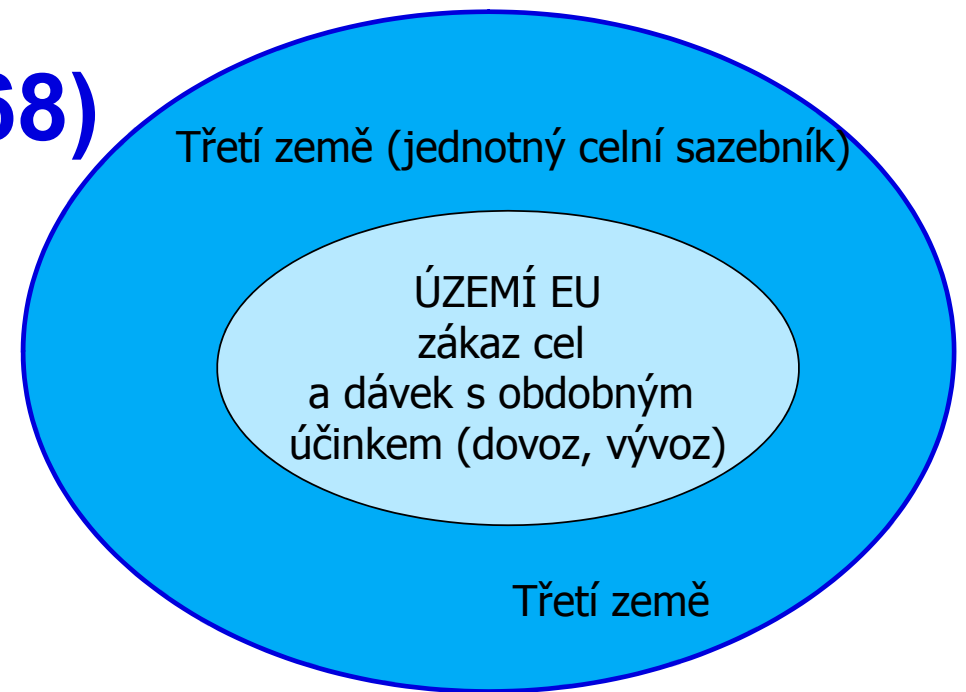 68)
Třetí země (jednotný celní sazebník)
ÚZEMÍ EU
zákaz cel
a dávek s obdobným
účinkem (dovoz, vývoz)
Třetí země